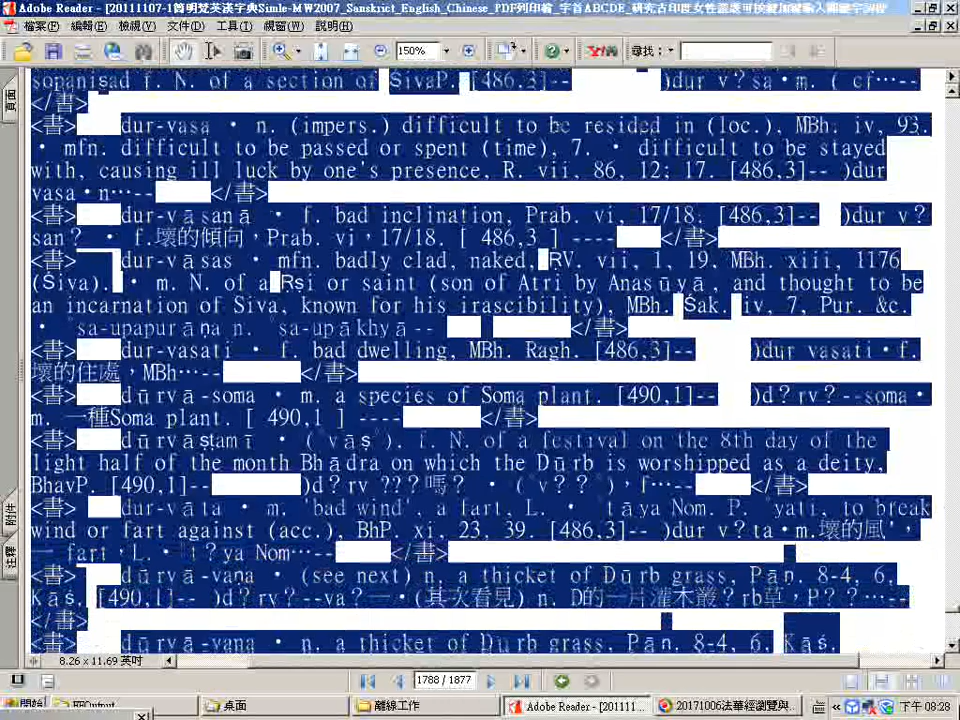 Adobe Reader - [20111107-1簡明梵英漢字典Simle-MW2007_Sanskrict_English_Chinese_PDF列印檔_字首ABCDE_研究古印度女性
檔案(F) 編輯(E) 檢視(V) 文件(D) 工具(T) 視窗(W) 說明(H)
150% 尋找：
頁面
附件
注釋
sopaniṣad f. N. of a section of ŚivaP. [486,3]-- )dur v?sa•m. ( cf…--
</書>
<書> dur-vasa • n. (impers.) difficult to be resided in (loc.), MBh. iv, 93.
• mfn. difficult to be passed or spent (time), 7. • difficult to be stayed
with, causing ill luck by one's presence, R. vii, 86, 12; 17. [486,3]-- )dur
vasa•n…-- </書>
<書> dur-vāsanā • f. bad inclination, Prab. vi, 17/18. [486,3]-- )dur v?
san? • f.壞的傾向，Prab. vi，17/18. [ 486,3 ] ---- </書>
<書> dur-vāsas • mfn. badly clad, naked, ṚV. vii, 1, 19, MBh. xiii, 1176
(Śiva). • m. N. of a Ṛṣi or saint (son of Atri by Anasūyā, and thought to be
an incarnation of Śiva, known for his irascibility), MBh. Śak. iv, 7, Pur. &c.
• °sa-upapurāṇa n. °sa-upākhyā-- </書>
<書> dur-vasati • f. bad dwelling, MBh. Ragh. [486,3]-- )dur vasati•f.
壞的住處，MBh…-- </書>
<書> dūrvā-soma • m. a species of Soma plant. [490,1]-- )d?rv?--soma•
m. 一種Soma plant. [ 490,1 ] ---- </書>
<書> dūrvāṣṭamī • (°vāṣ°). f. N. of a festival on the 8th day of the
light half of the month Bhādra on which the Dūrb is worshipped as a deity,
BhavP. [490,1]-- )d?rv ???嗎? • (°v??°)，f…-- </書>
<書> dur-vāta • m. 'bad wind', a fart, L. • °tāya Nom. P. °yati, to break
wind or fart against (acc.), BhP. xi, 23, 39. [486,3]-- )dur v?ta•m.壞的風'，
一 fart，L. •°t?ya Nom…-- </書>
<書> dūrvā-vaṇa • (see next) n. a thicket of Dūrb grass, Pāṇ. 8-4, 6,
Kāś. [490,1]-- )d?rv?--va?一•(其次看見) n. D的一片灌木叢?rb草，P??…--
</書>
<書> dūrvā-vana • n. a thicket of Dūrb grass, Pāṇ. 8-4, 6, Kāś.
8.26 x 11.69 英吋
1788 / 1877
開始 桌面 離線工作 Adobe Reader - [201111... 20171006法華經瀏覽與... 下午 08:28